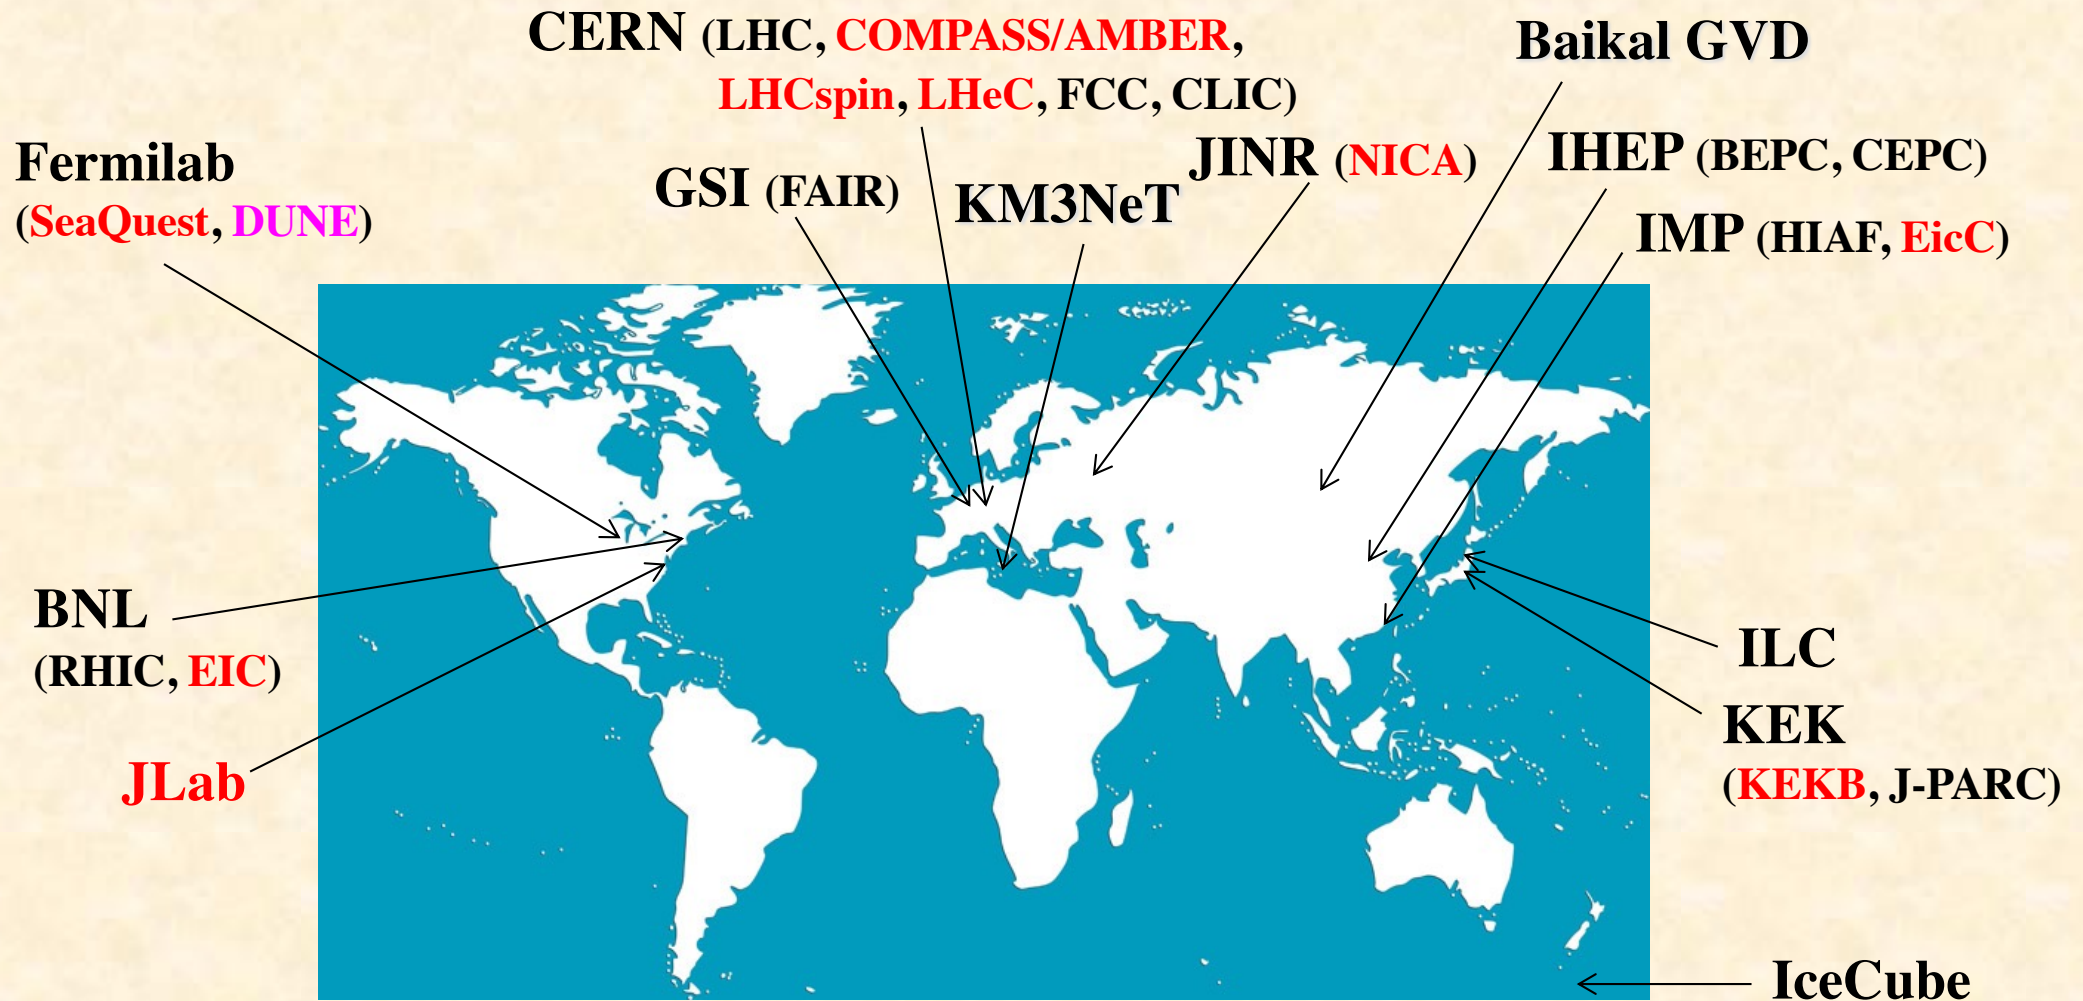 CERN (LHC, COMPASS/AMBER,
LHCspin, LHeC, FCC, CLIC)
Baikal GVD
Fermilab
(SeaQuest, DUNE)
GSI (FAIR)
KM3NeT
JINR (NICA)
IHEP (BEPC, CEPC)
IMP (HIAF, EicC)
BNL
(RHIC, EIC)
JLab
ILC
KEK
(KEKB, J-PARC)
IceCube